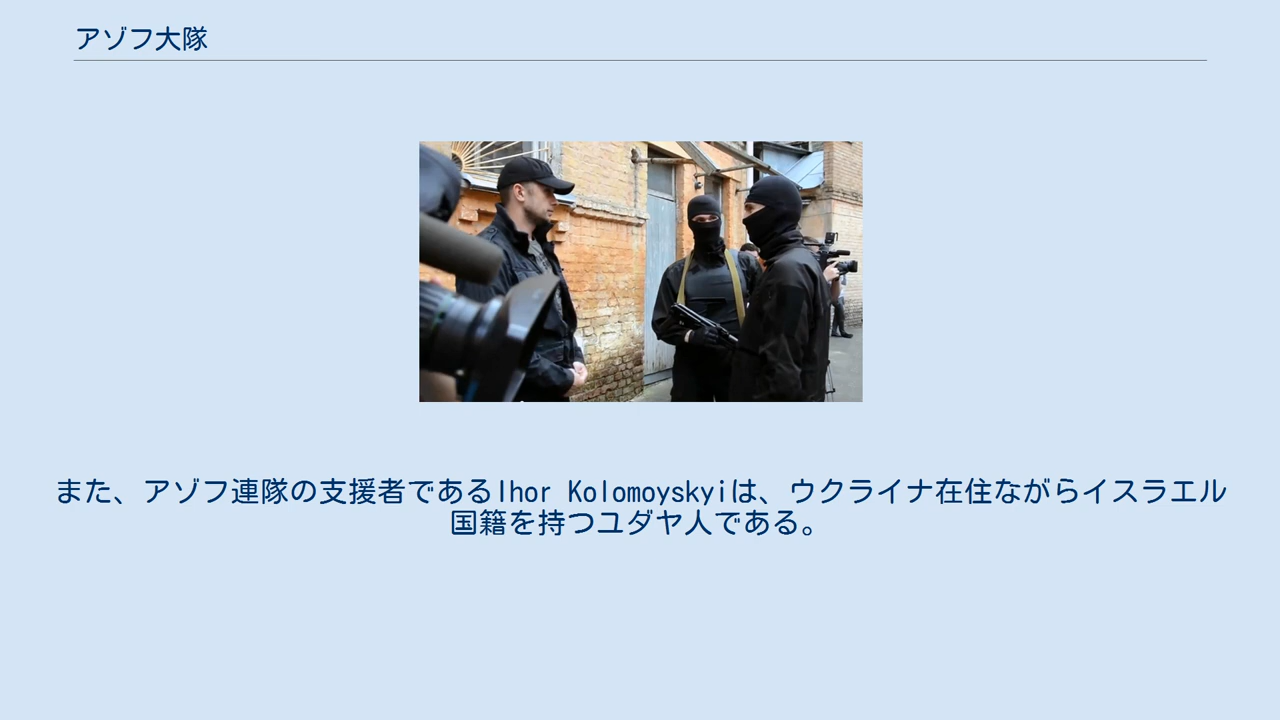 アゾフ大隊
また、アゾフ連隊の支援者であるIhor Kolomoyskyiは、ウクライナ在住ながらイスラエル
国籍を持つユダヤ人である。